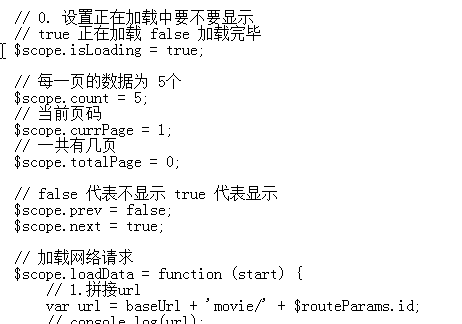 // 0. 设置正在加载中要不要显示
// true 正在加载 false 加载完毕
$scope.isLoading = true;
// 每一页的数据为 5个
$scope.count = 5;
// 当前页码
$scope.currPage = 1;
// 一共有几页
$scope.totalPage = 0;
// false 代表不显示 true 代表显示
$scope.prev = false;
$scope.next = true;
// 加载网络请求
$scope.loadData = function (start) {
// 1.拼接url
var url = baseUrl + 'movie/' + $routeParams.id;
// console.log(url);